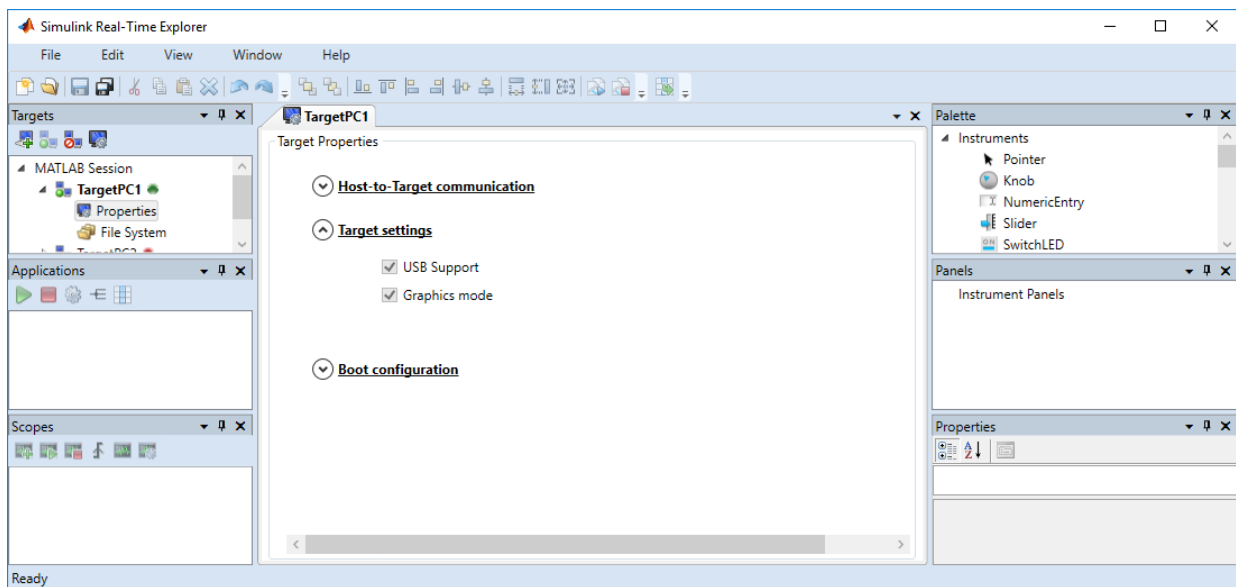 Simulink Real-Time Explorer
File Edit View Window Help
Targets
MATLAB Session
TargetPC1
Properties
File System
TargetPC2
Applications
Scopes
TargetPC1
Target Properties
Host-to-Target communication
Target settings
USB Support
Graphics mode
Boot configuration
Palette
Instruments
Pointer
Knob
NumericEntry
Slider
SwitchLED
Panels
Instrument Panels
Properties
Ready